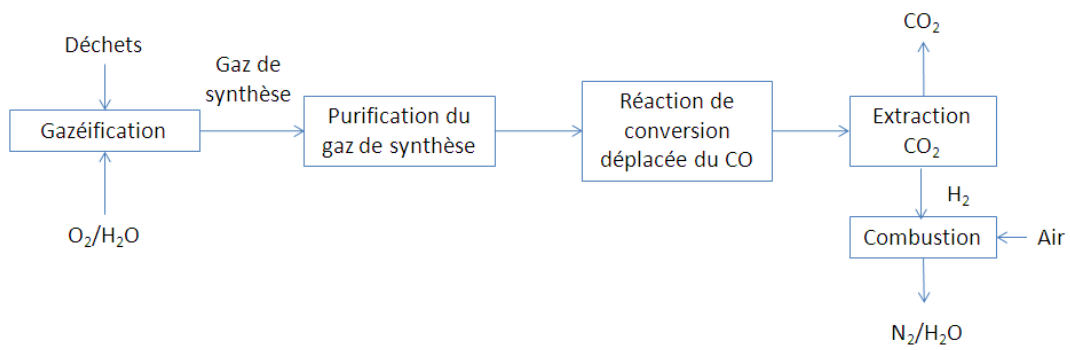 Déchets
Gaz de
synthèse
Gazéification
O₂/H₂O
Purification du
gaz de synthèse
Réaction de
conversion
déplacée du CO
CO₂
Extraction
CO₂
H₂
Combustion
Air
N₂/H₂O